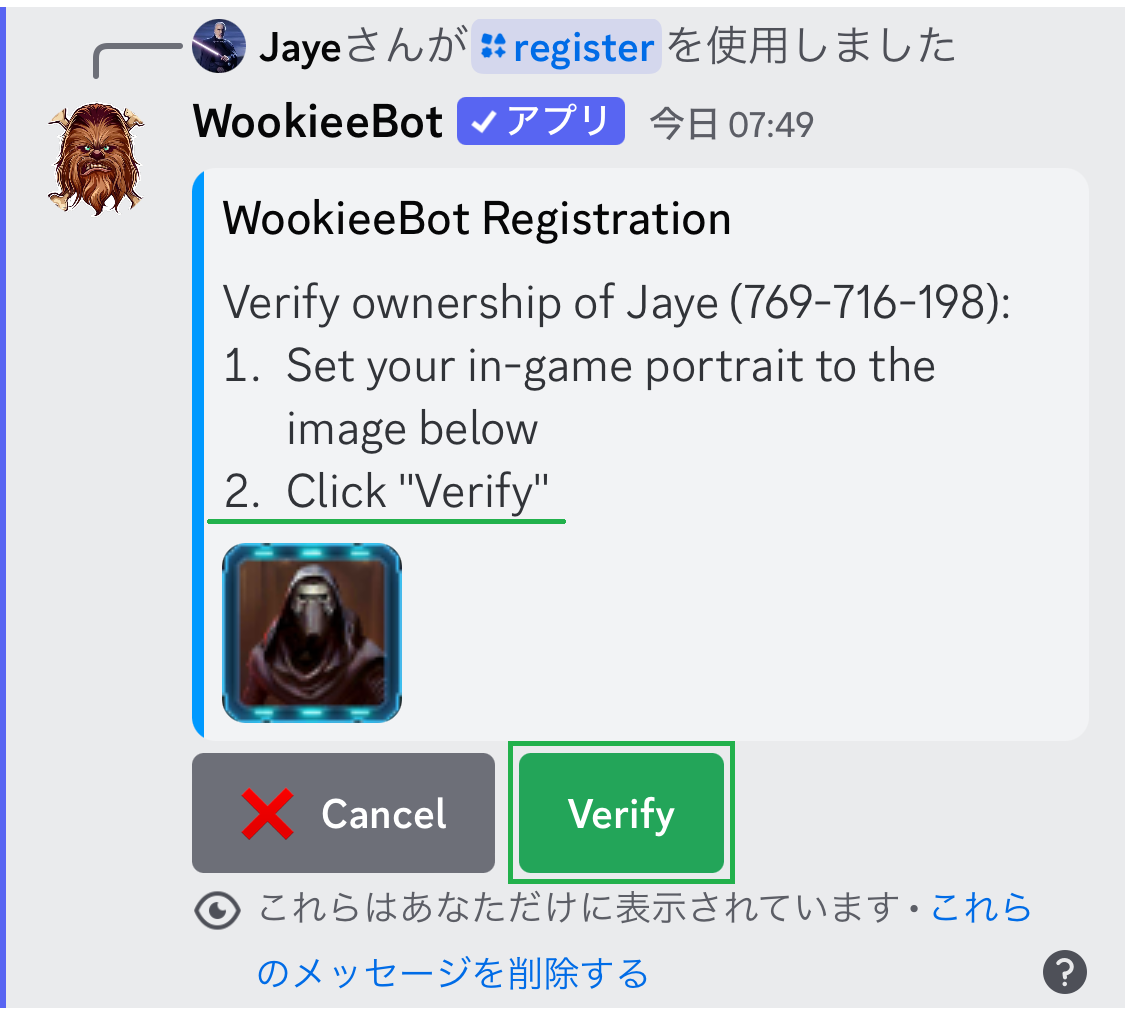 Jayeさんが register を使用しました
WookieeBot ✓アプリ 今日 07:49
WookieeBot Registration
Verify ownership of Jaye (769-716-198):
1. Set your in-game portrait to the
image below
2. Click "Verify"
Cancel Verify
これらはあなただけに表示されています • これら
のメッセージを削除する
?